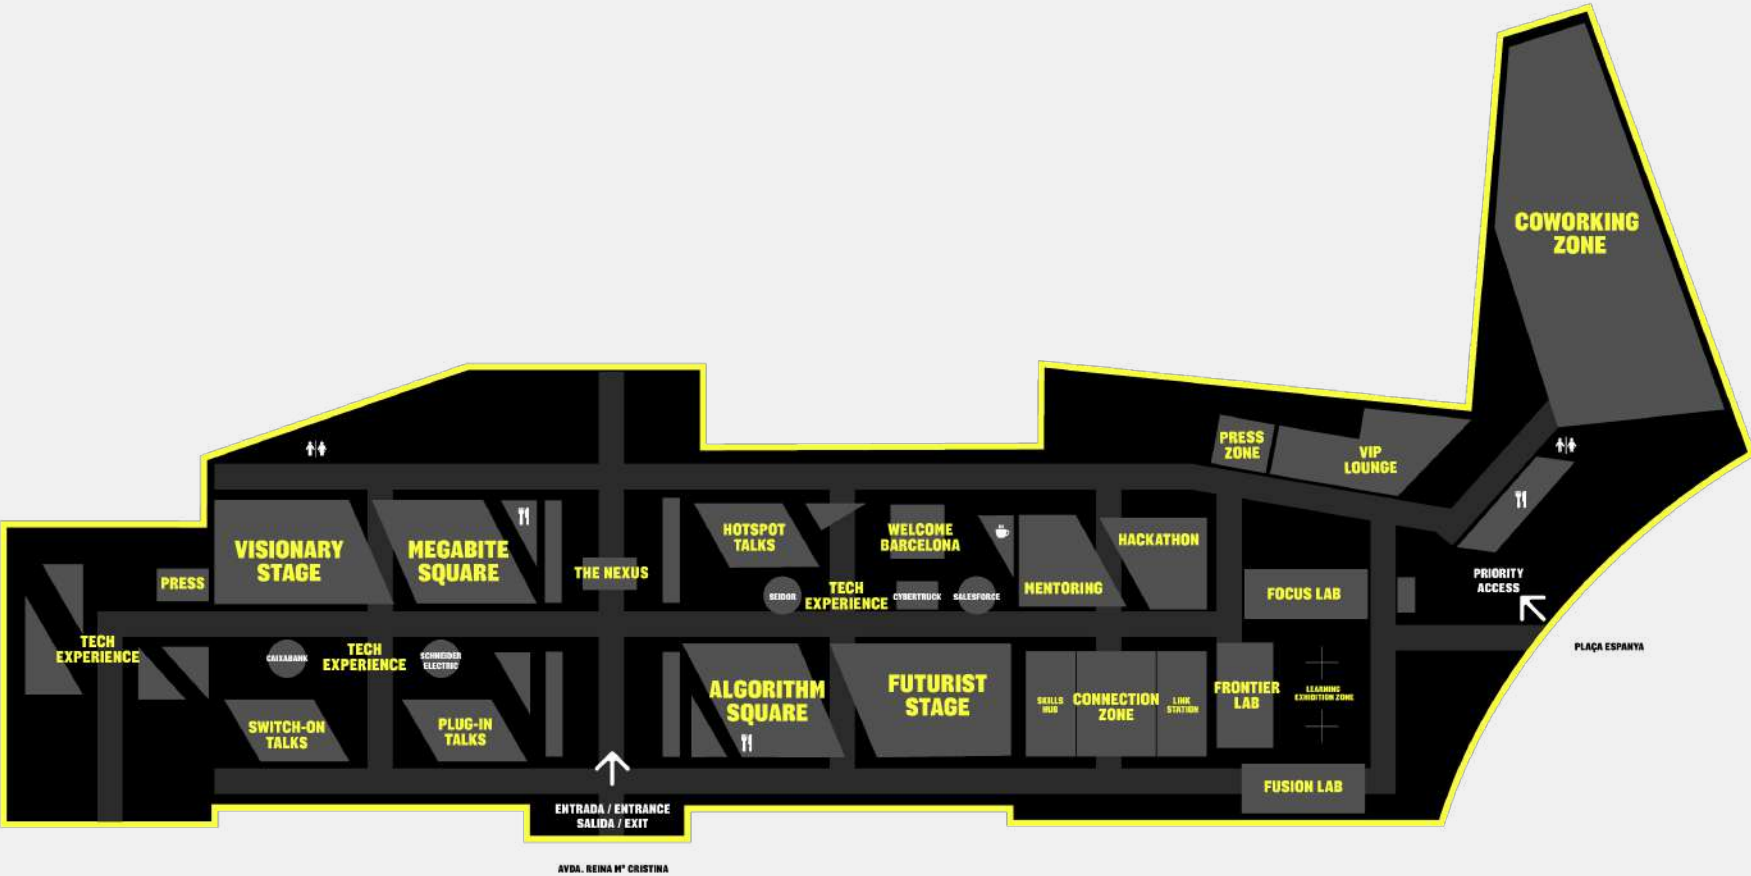 COWORKING
ZONE
PRESS
ZONE
VIP
LOUNGE
HOTSPOT
TALKS
WELCOME
BARCELONA
HACKATHON
VISIONARY
STAGE
MEGABITE
SQUARE
THE NEXUS
PRESS
SEIDOR
TECH
EXPERIENCE
CYBERTRUCK
SALESFORCE
MENTORING
FOCUS LAB
PRIORITY
ACCESS
TECH
EXPERIENCE
CAIXABANK
TECH
EXPERIENCE
SCHNEIDER
ELECTRIC
PLAÇA ESPANYA
ALGORITHM
SQUARE
FUTURIST
STAGE
SKILLS
HUB
CONNECTION
ZONE
LINK
STATION
FRONTIER
LAB
LEARNING
EXHIBITION ZONE
SWITCH-ON
TALKS
PLUG-IN
TALKS
FUSION LAB
ENTRADA / ENTRANCE
SALIDA / EXIT
AVDA. REINA Mª CRISTINA